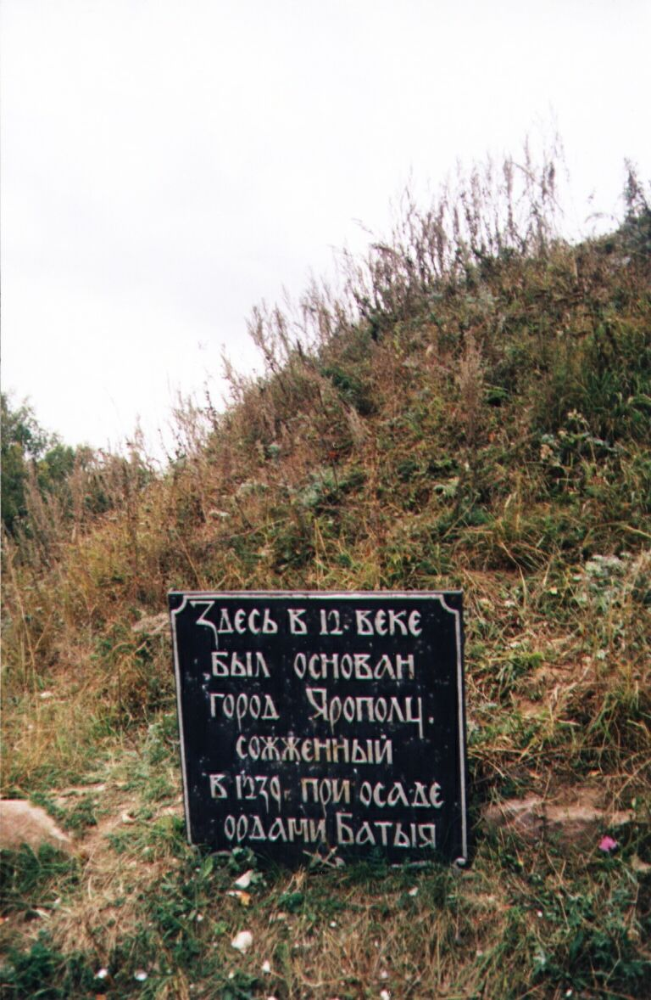 Здесь в 12. веке
был основан
город Ярополч.
сожженный
в 1239. при осаде
ордами Батыя